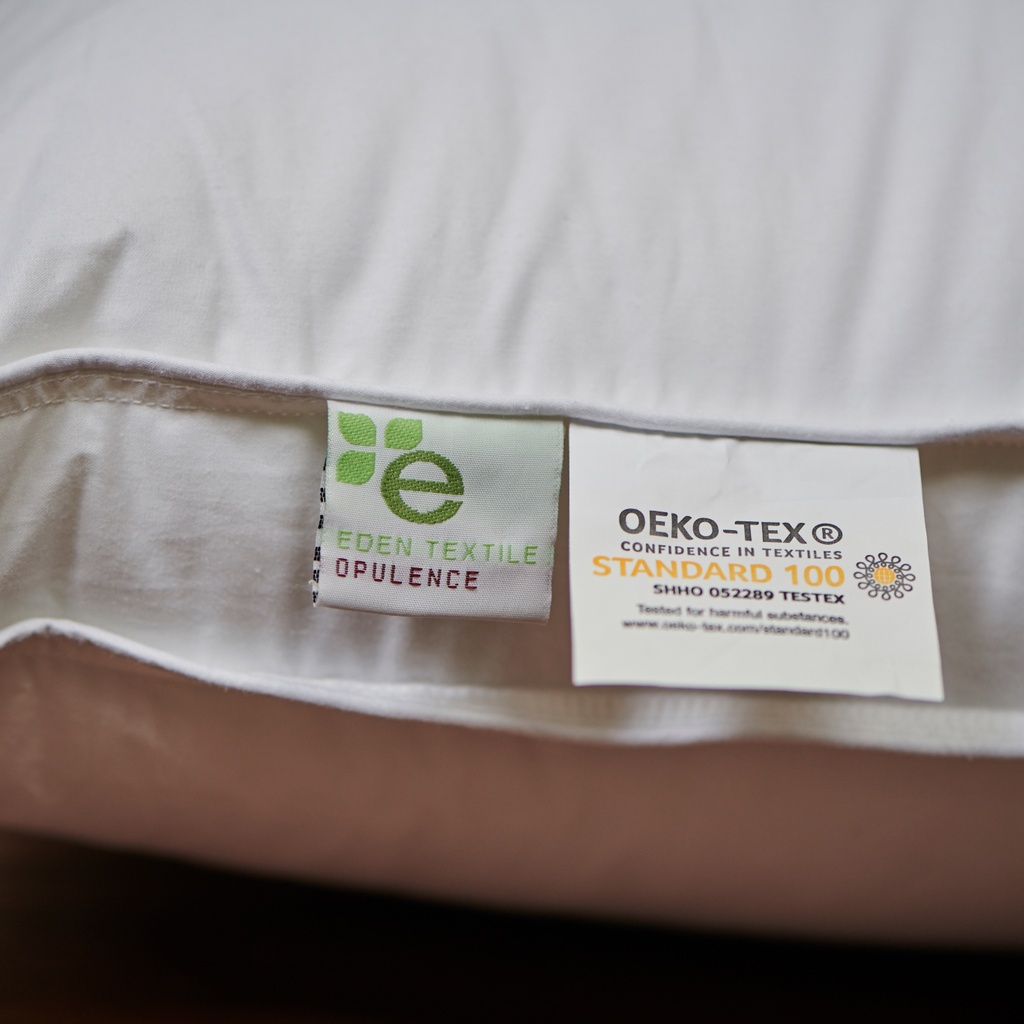 e
EDEN TEXTILE
OPULENCE
OEKO-TEX®
CONFIDENCE IN TEXTILES
STANDARD 100
SHHO 052289 TESTEX
Tested for harmful substances.
www.oeko-tex.com/standard100